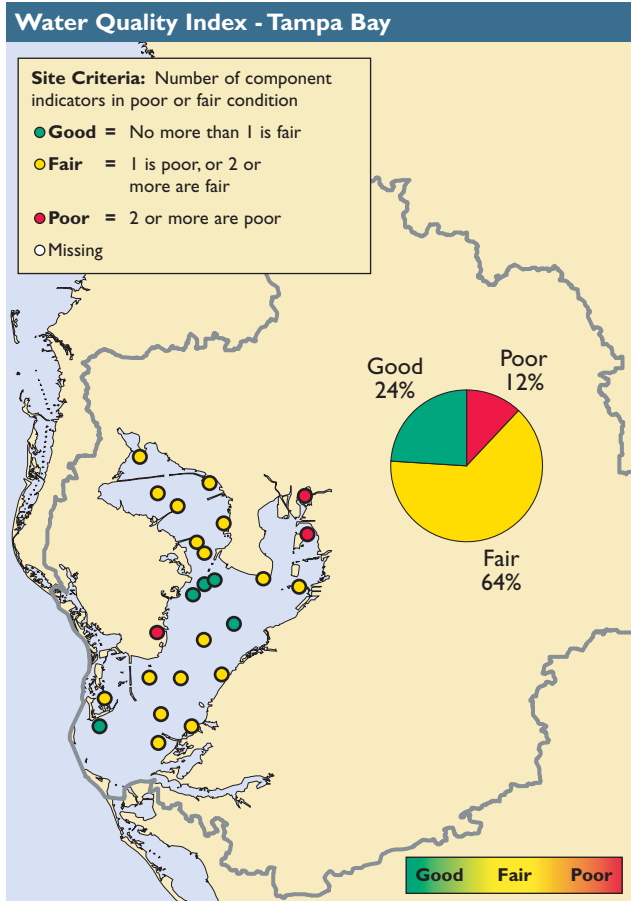 Water Quality Index - Tampa Bay
Site Criteria: Number of component
indicators in poor or fair condition
Good = No more than 1 is fair
Fair = 1 is poor, or 2 or
more are fair
Poor = 2 or more are poor
Missing
Good
24%
Poor
12%
Fair
64%
Good Fair Poor